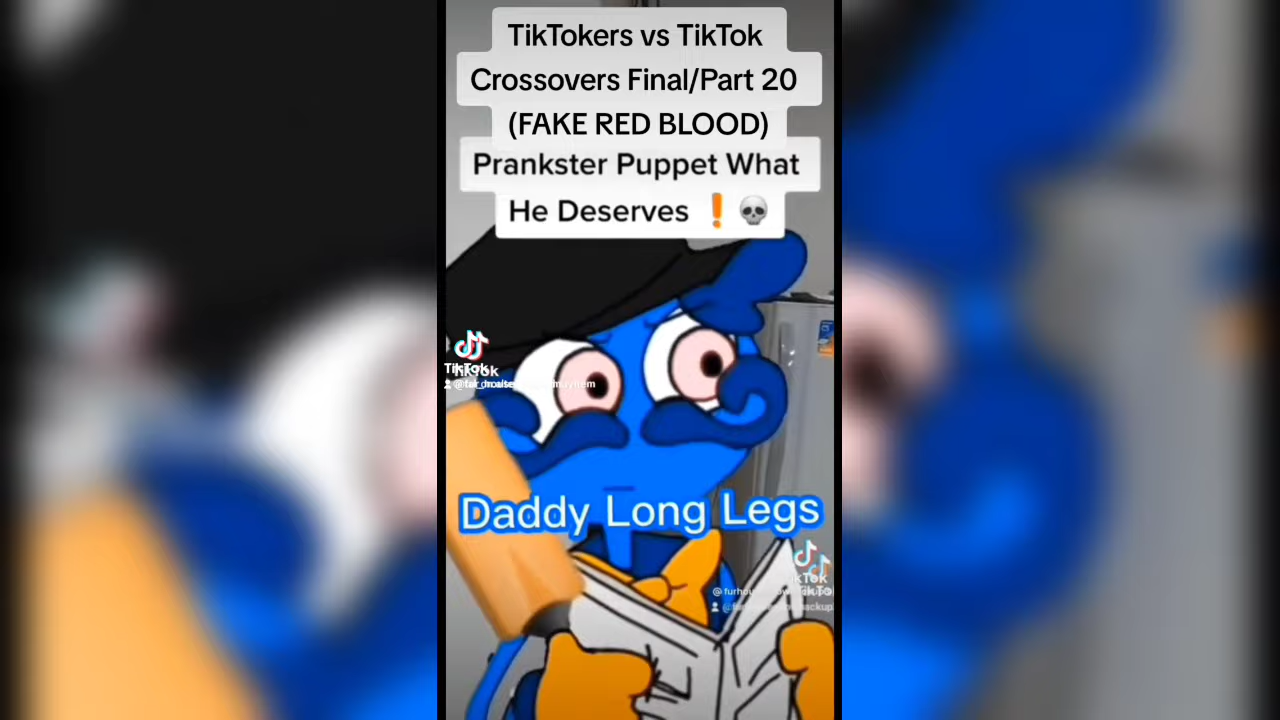 TikTokers vs TikTok
Crossovers Final/Part 20
(FAKE RED BLOOD)
Prankster Puppet What
He Deserves ❗💀
TikTok
TikTok
Daddy Long Legs
TikTok